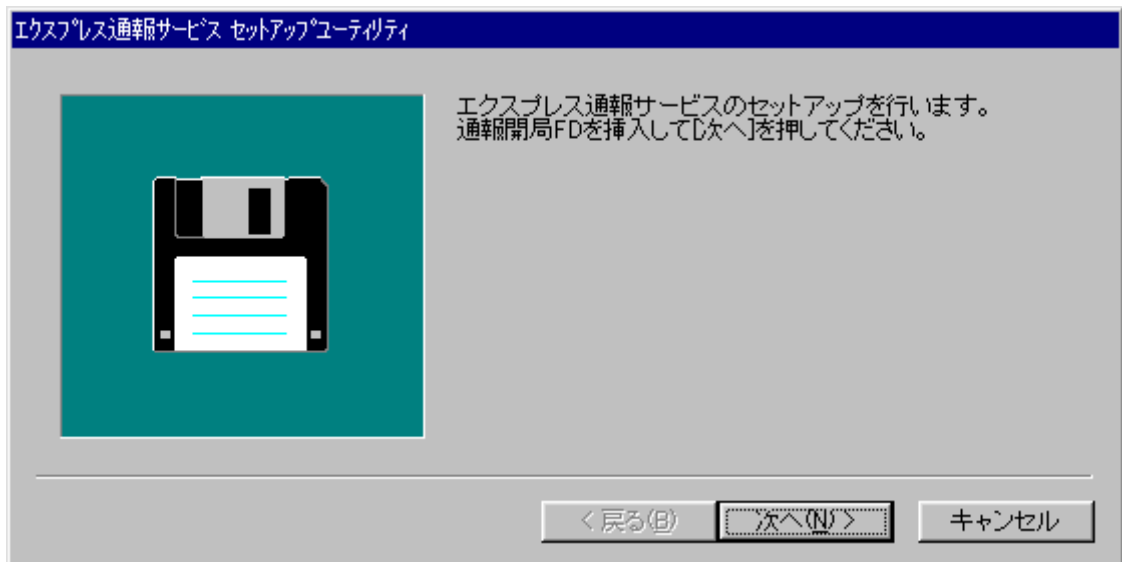 ｴｸｽﾌﾟﾚｽ通報ｻｰﾋﾞｽ ｾｯﾄｱｯﾌﾟﾕｰﾃｨﾘﾃｨ
エクスプレス通報サービスのセットアップを行います。
通報開局FDを挿入して[次へ]を押してください。
< 戻る(B)
次へ(N) >
キャンセル